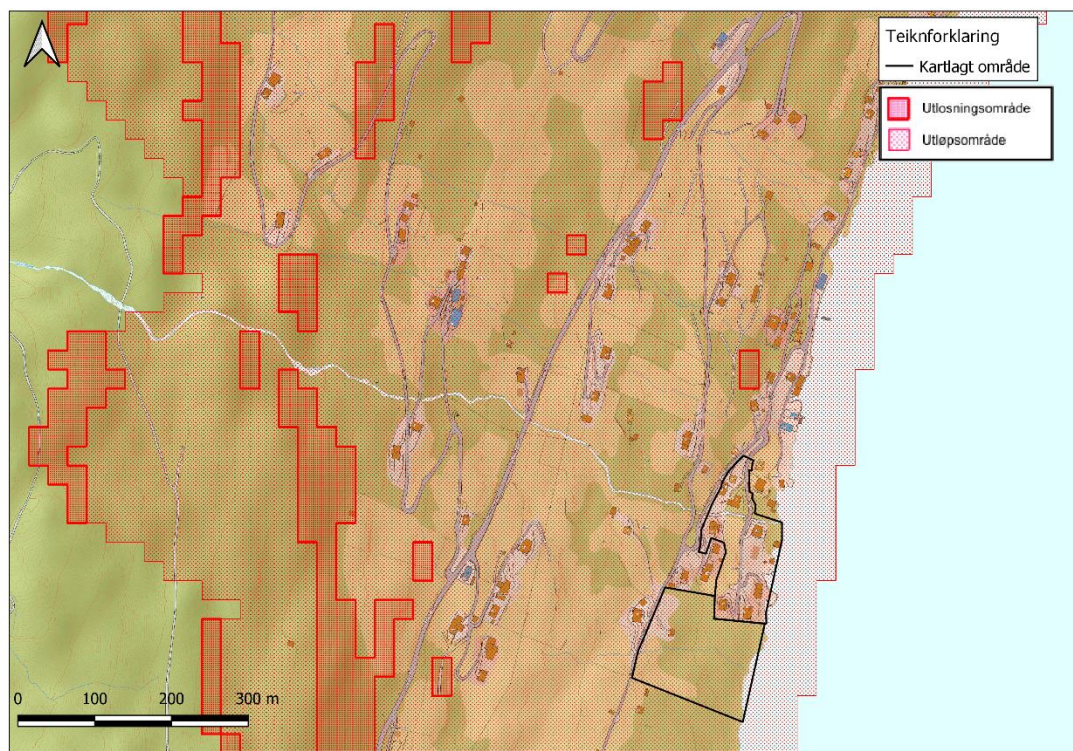 Teiknforklaring
Kartlagt område
Utlosningsområde
Utløpsområde
0 100 200 300 m